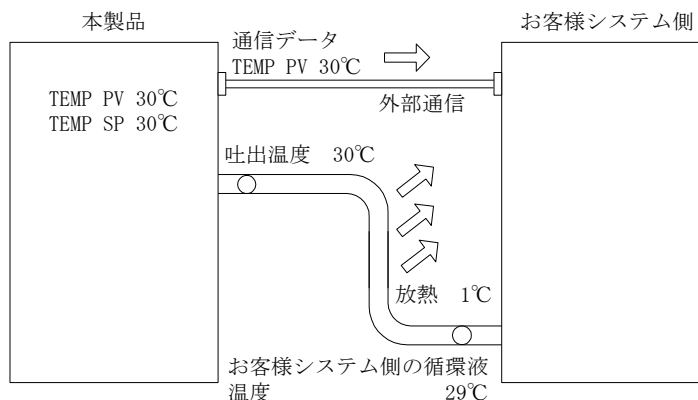 本製品
お客様システム側
通信データ
TEMP PV 30℃
外部通信
TEMP PV 30℃
TEMP SP 30℃
吐出温度 30℃
放熱 1℃
お客様システム側の循環液
温度 29℃